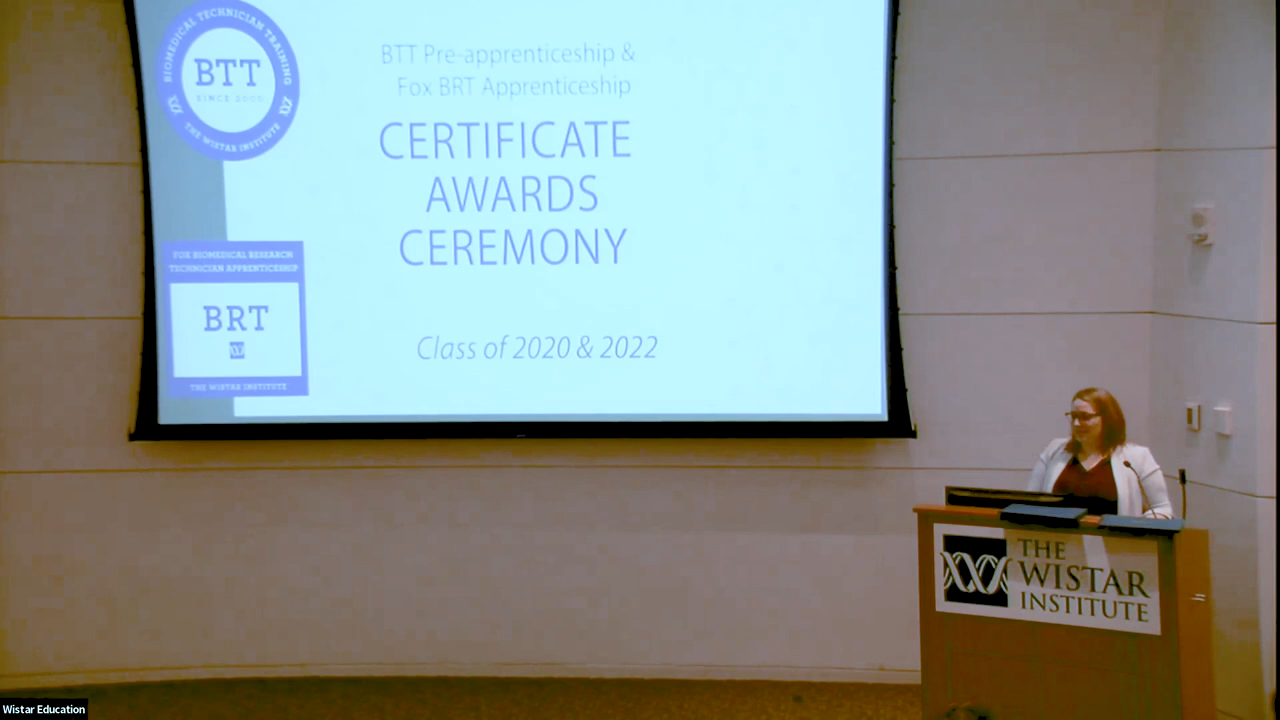 BIOMEDICAL TECHNICIAN TRAINING
BTT
SINCE 2000
THE WISTAR INSTITUTE
BTT Pre-apprenticeship &
Fox BRT Apprenticeship
CERTIFICATE
AWARDS
CEREMONY
FOX BIOMEDICAL RESEARCH
TECHNICIAN APPRENTICESHIP
BRT
THE WISTAR INSTITUTE
Class of 2020 & 2022
THE
WISTAR
INSTITUTE
Wistar Education